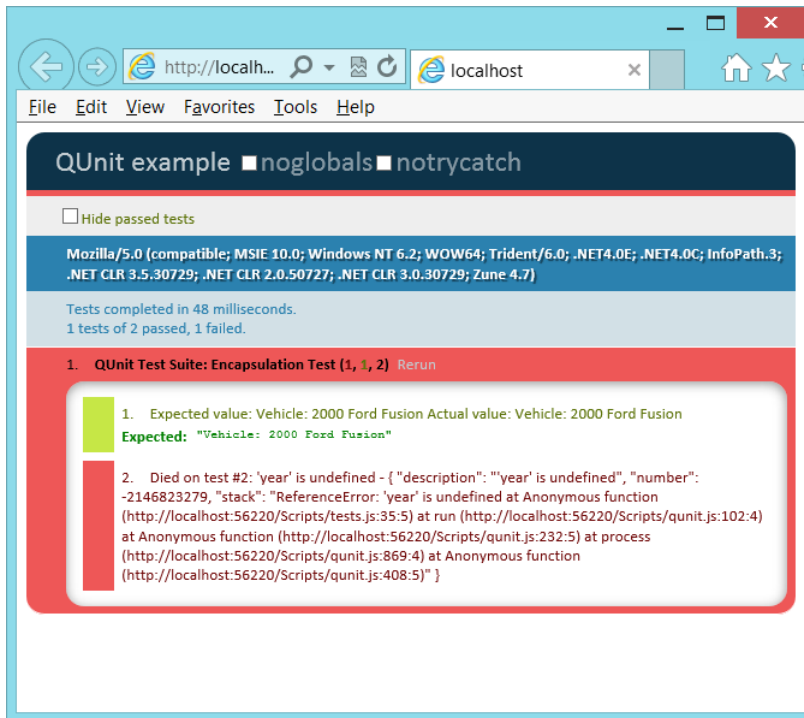 http://localh...
localhost
File Edit View Favorites Tools Help
QUnit example noglobals notrycatch
Hide passed tests
Mozilla/5.0 (compatible; MSIE 10.0; Windows NT 6.2; WOW64; Trident/6.0; .NET4.0E; .NET4.0C; InfoPath.3;
.NET CLR 3.5.30729; .NET CLR 2.0.50727; .NET CLR 3.0.30729; Zune 4.7)
Tests completed in 48 milliseconds.
1 tests of 2 passed, 1 failed.
1. QUnit Test Suite: Encapsulation Test (1, 1, 2) Rerun
1. Expected value: Vehicle: 2000 Ford Fusion Actual value: Vehicle: 2000 Ford Fusion
Expected: "Vehicle: 2000 Ford Fusion"
2. Died on test #2: 'year' is undefined - { "description": "'year' is undefined", "number":
-2146823279, "stack": "ReferenceError: 'year' is undefined at Anonymous function
(http://localhost:56220/Scripts/tests.js:35:5) at run (http://localhost:56220/Scripts/qunit.js:102:4)
at Anonymous function (http://localhost:56220/Scripts/qunit.js:232:5) at process
(http://localhost:56220/Scripts/qunit.js:869:4) at Anonymous function
(http://localhost:56220/Scripts/qunit.js:408:5)" }